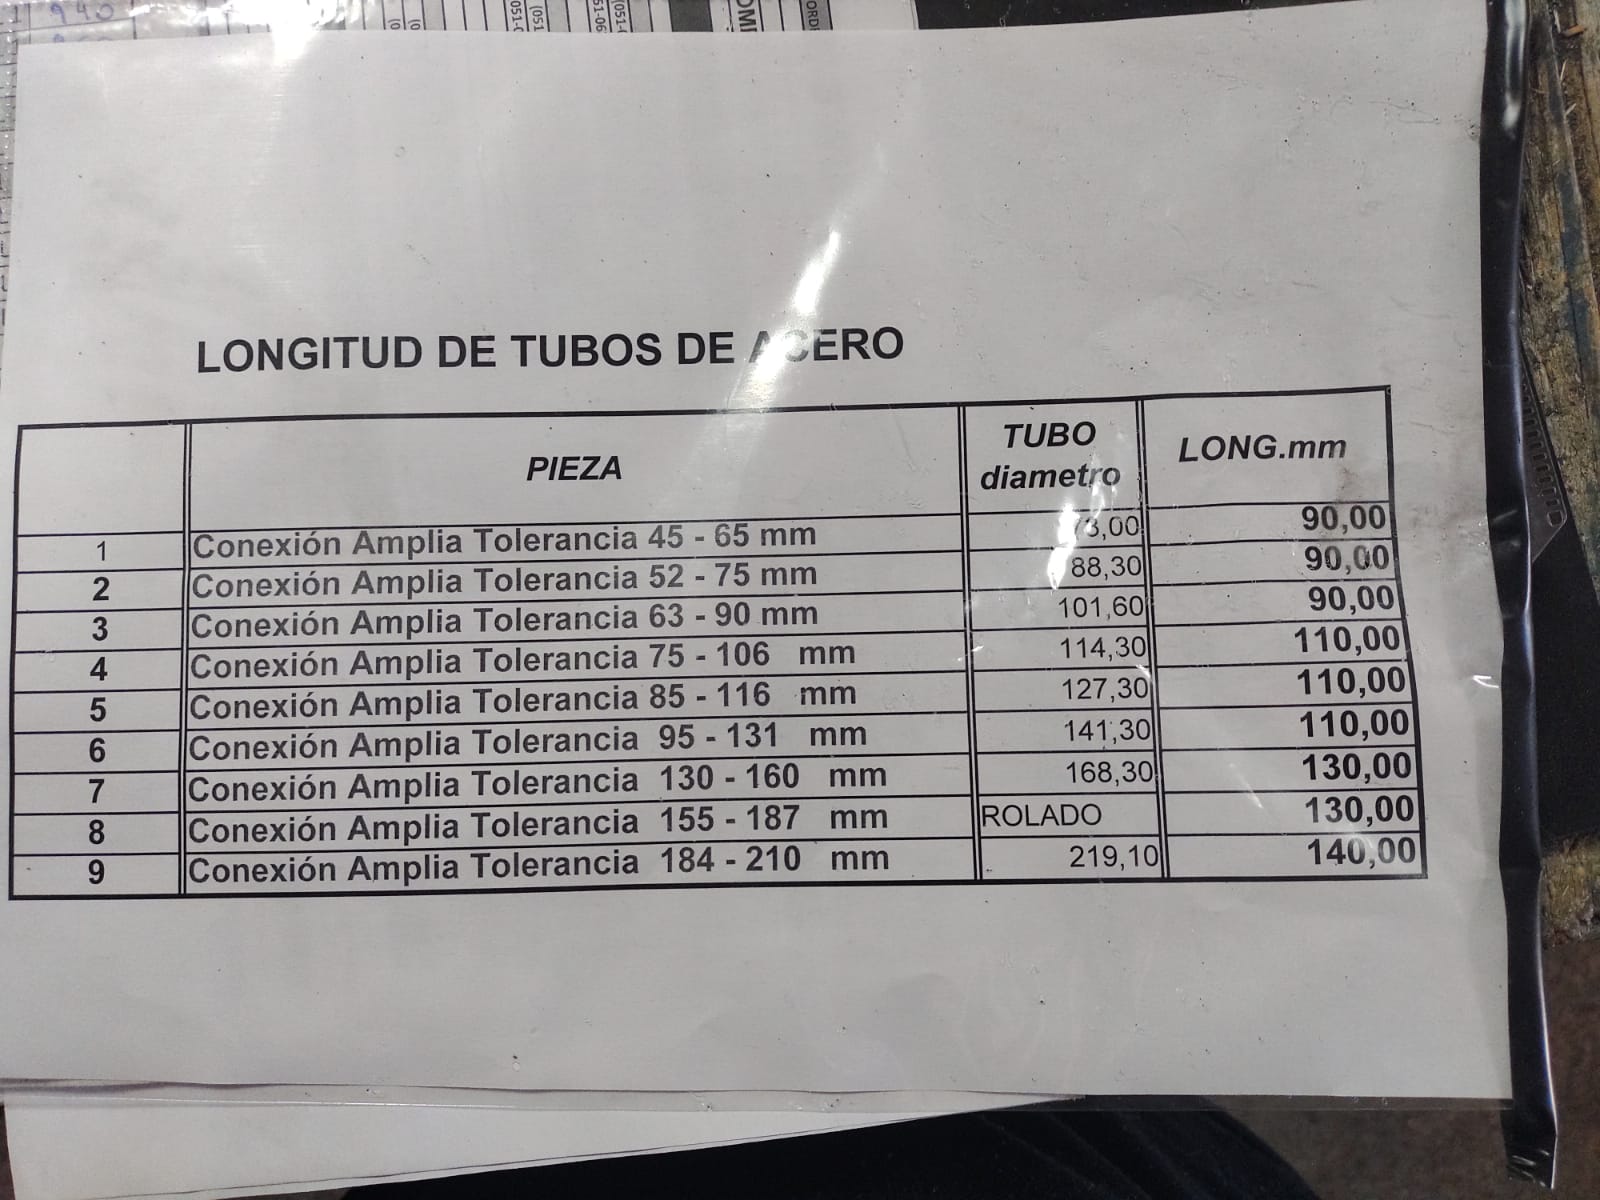 940
LONGITUD DE TUBOS DE ACERO
PIEZA TUBO diametro LONG.mm
1 Conexión Amplia Tolerancia 45 - 65 mm 73,00 90,00
2 Conexión Amplia Tolerancia 52 - 75 mm 88,30 90,00
3 Conexión Amplia Tolerancia 63 - 90 mm 101,60 90,00
4 Conexión Amplia Tolerancia 75 - 106 mm 114,30 110,00
5 Conexión Amplia Tolerancia 85 - 116 mm 127,30 110,00
6 Conexión Amplia Tolerancia 95 - 131 mm 141,30 110,00
7 Conexión Amplia Tolerancia 130 - 160 mm 168,30 130,00
8 Conexión Amplia Tolerancia 155 - 187 mm ROLADO 130,00
9 Conexión Amplia Tolerancia 184 - 210 mm 219,10 140,00